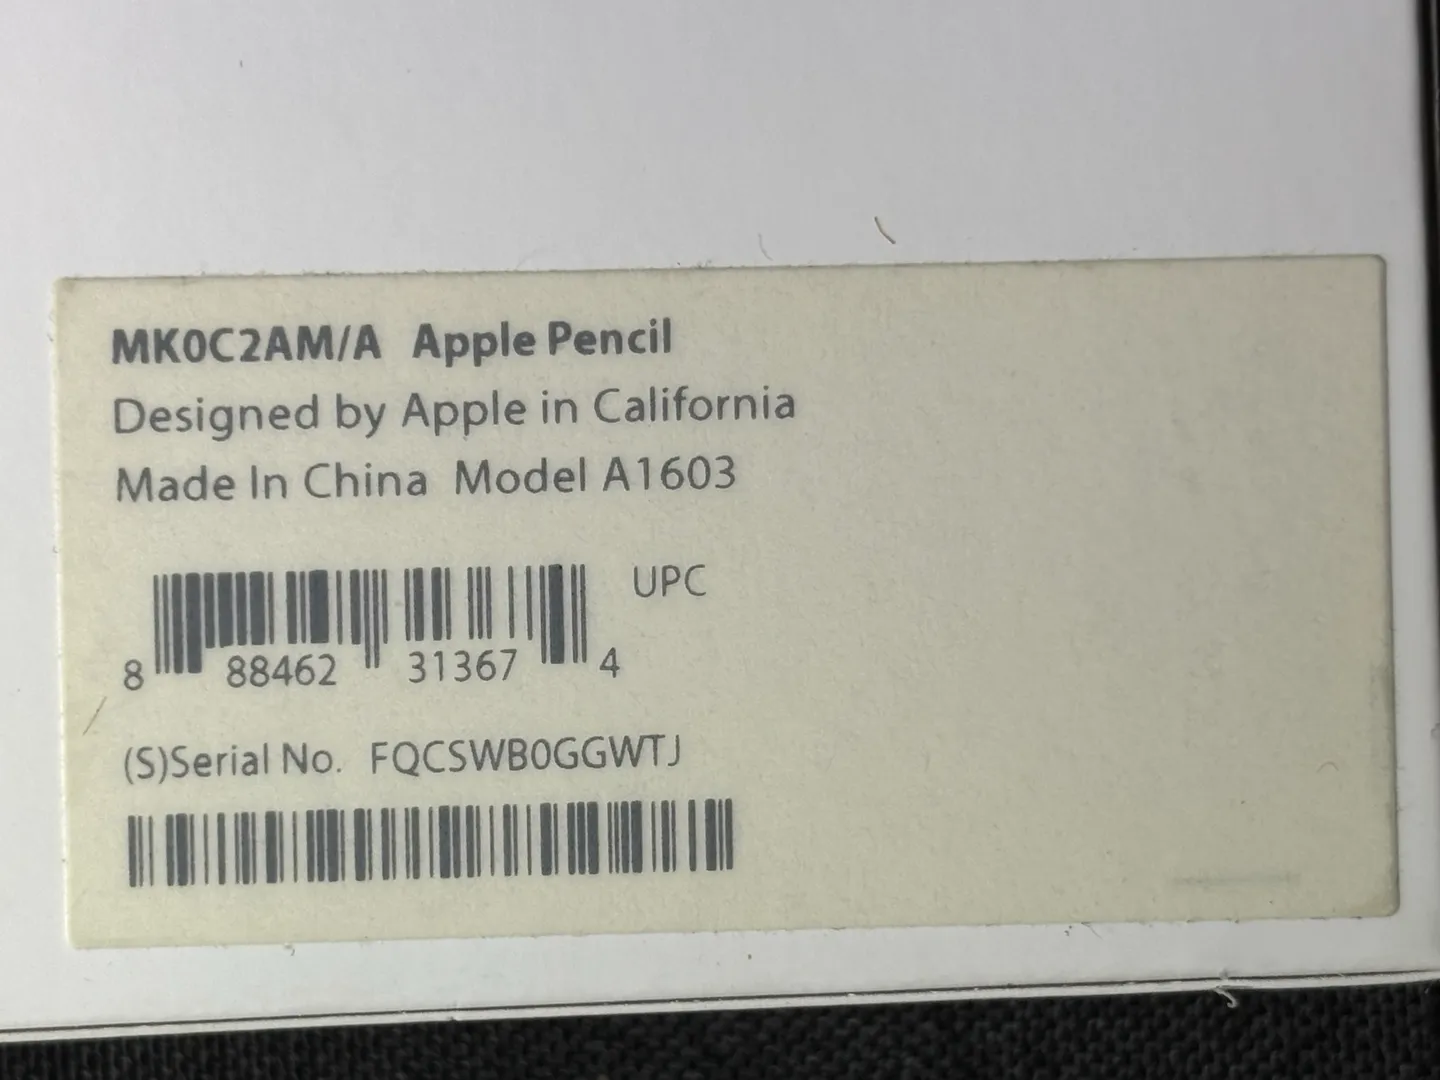 MK0C2AM/A Apple Pencil
Designed by Apple in California
Made In China Model A1603
UPC
8 88462 31367 4
(S)Serial No. FQCSWB0GGWTJ